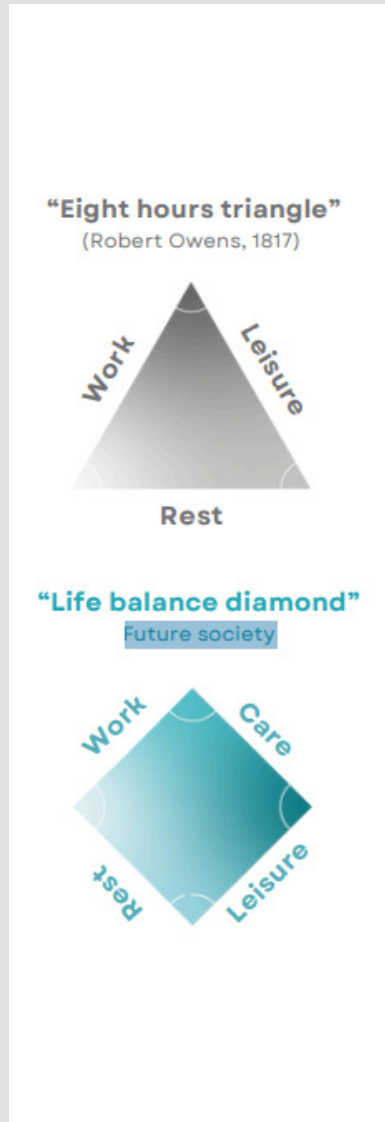 “Eight hours triangle”
(Robert Owens, 1817)
Work
Leisure
Rest
“Life balance diamond”
Future society
Work
Care
Rest
Leisure